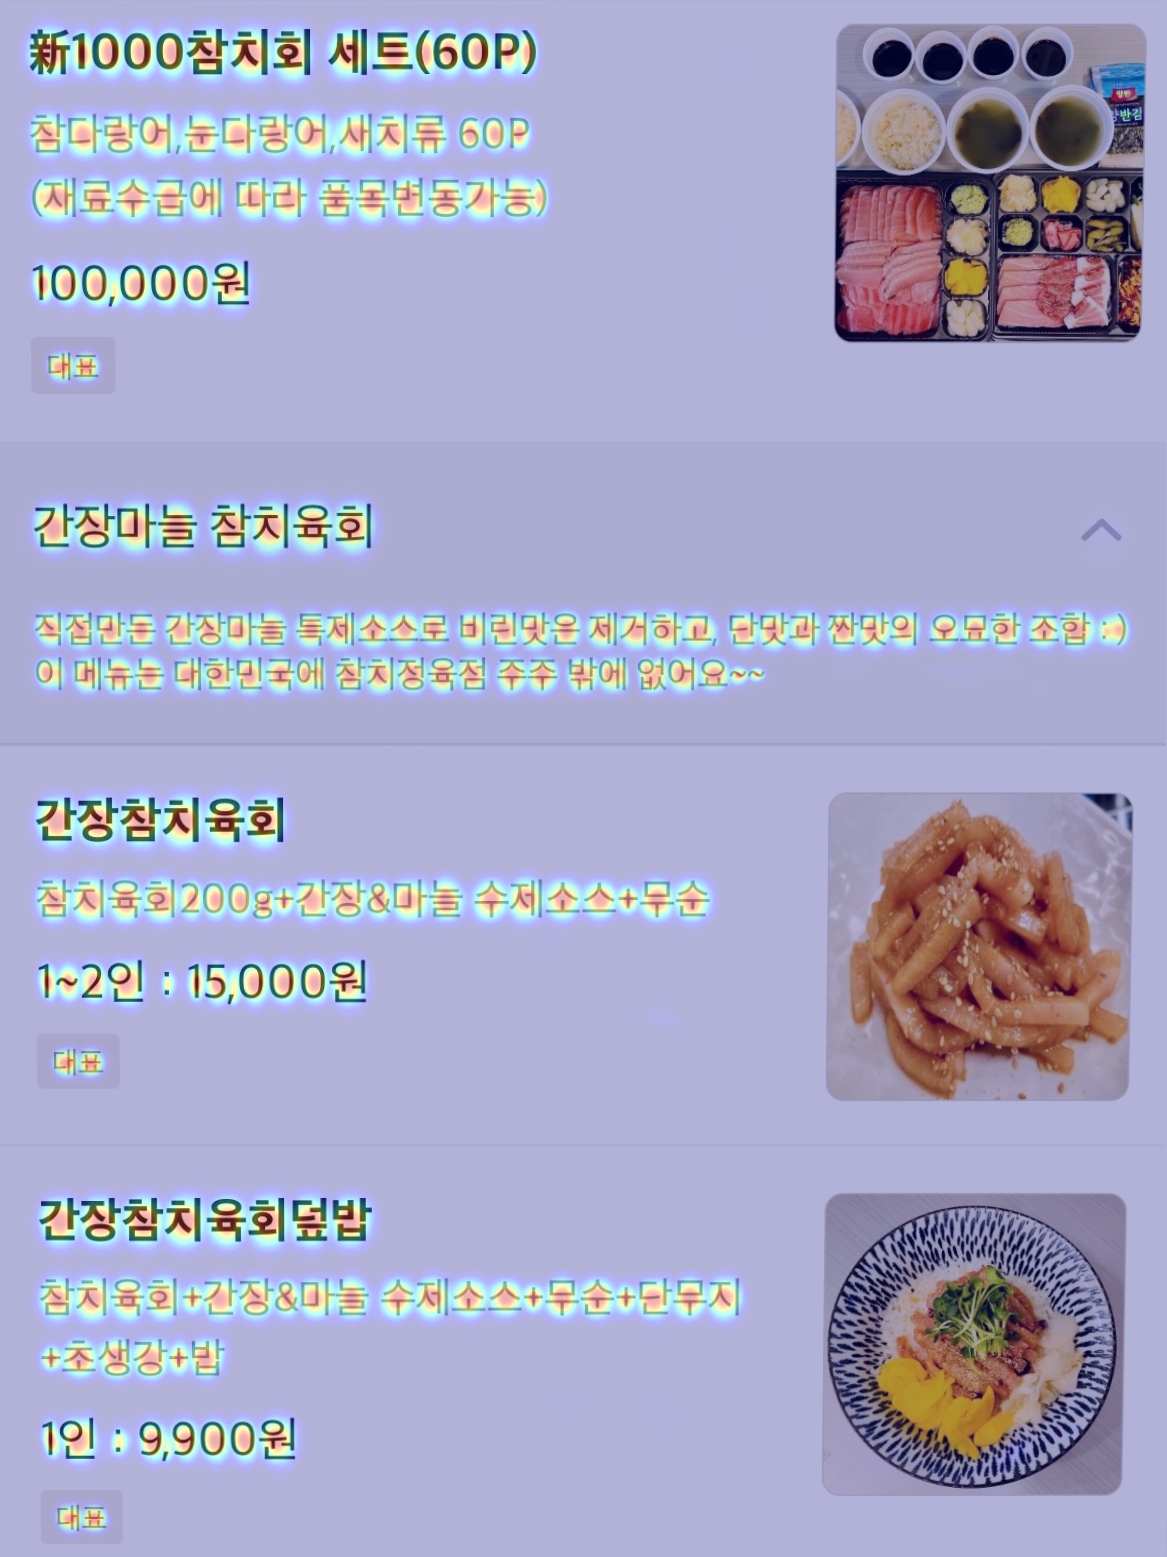 新1000참치회 세트(60P)
참다랑어,눈다랑어,새치류 60P
(재료수급에 따라 품목변동가능)
100,000원
대표
간장마늘 참치육회
직접만든 간장마늘 특제소스로 비린맛은 제거하고, 단맛과 짠맛의 오묘한 조합 :)
이 메뉴는 대한민국에 참치정육점 주주 밖에 없어요~~
간장참치육회
참치육회200g+간장&마늘 수제소스+무순
1~2인 : 15,000원
대표
간장참치육회덮밥
참치육회+간장&마늘 수제소스+무순+단무지
+초생강+밥
1인 : 9,900원
대표